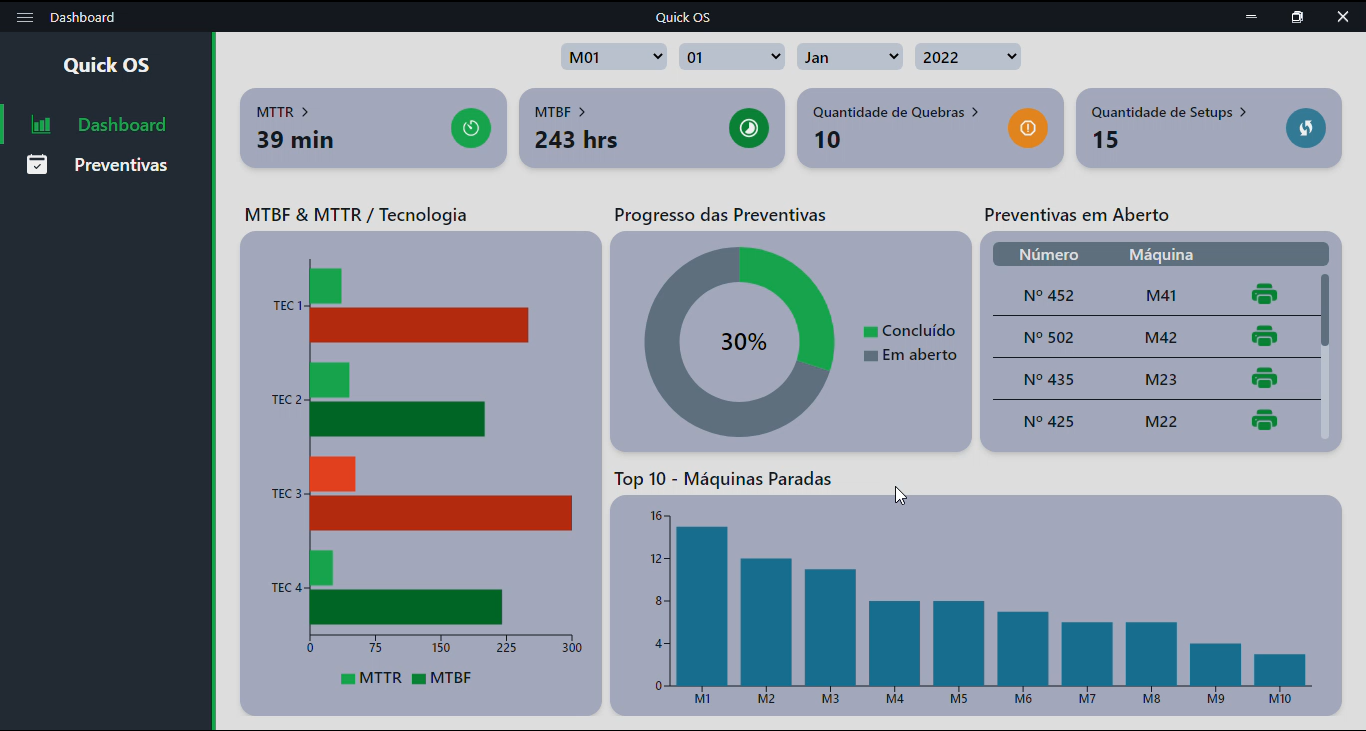 Dashboard
Quick OS
Quick OS
Dashboard
Preventivas
M01
01
Jan
2022
MTTR >
39 min
MTBF >
243 hrs
Quantidade de Quebras >
10
Quantidade de Setups >
15
MTBF & MTTR / Tecnologia
TEC 1
TEC 2
TEC 3
TEC 4
0 75 150 225 300
MTTR MTBF
Progresso das Preventivas
30%
Concluído
Em aberto
Preventivas em Aberto
Número Máquina
Nº 452 M41
Nº 502 M42
Nº 435 M23
Nº 425 M22
Top 10 - Máquinas Paradas
16
12
8
4
0
M1 M2 M3 M4 M5 M6 M7 M8 M9 M10